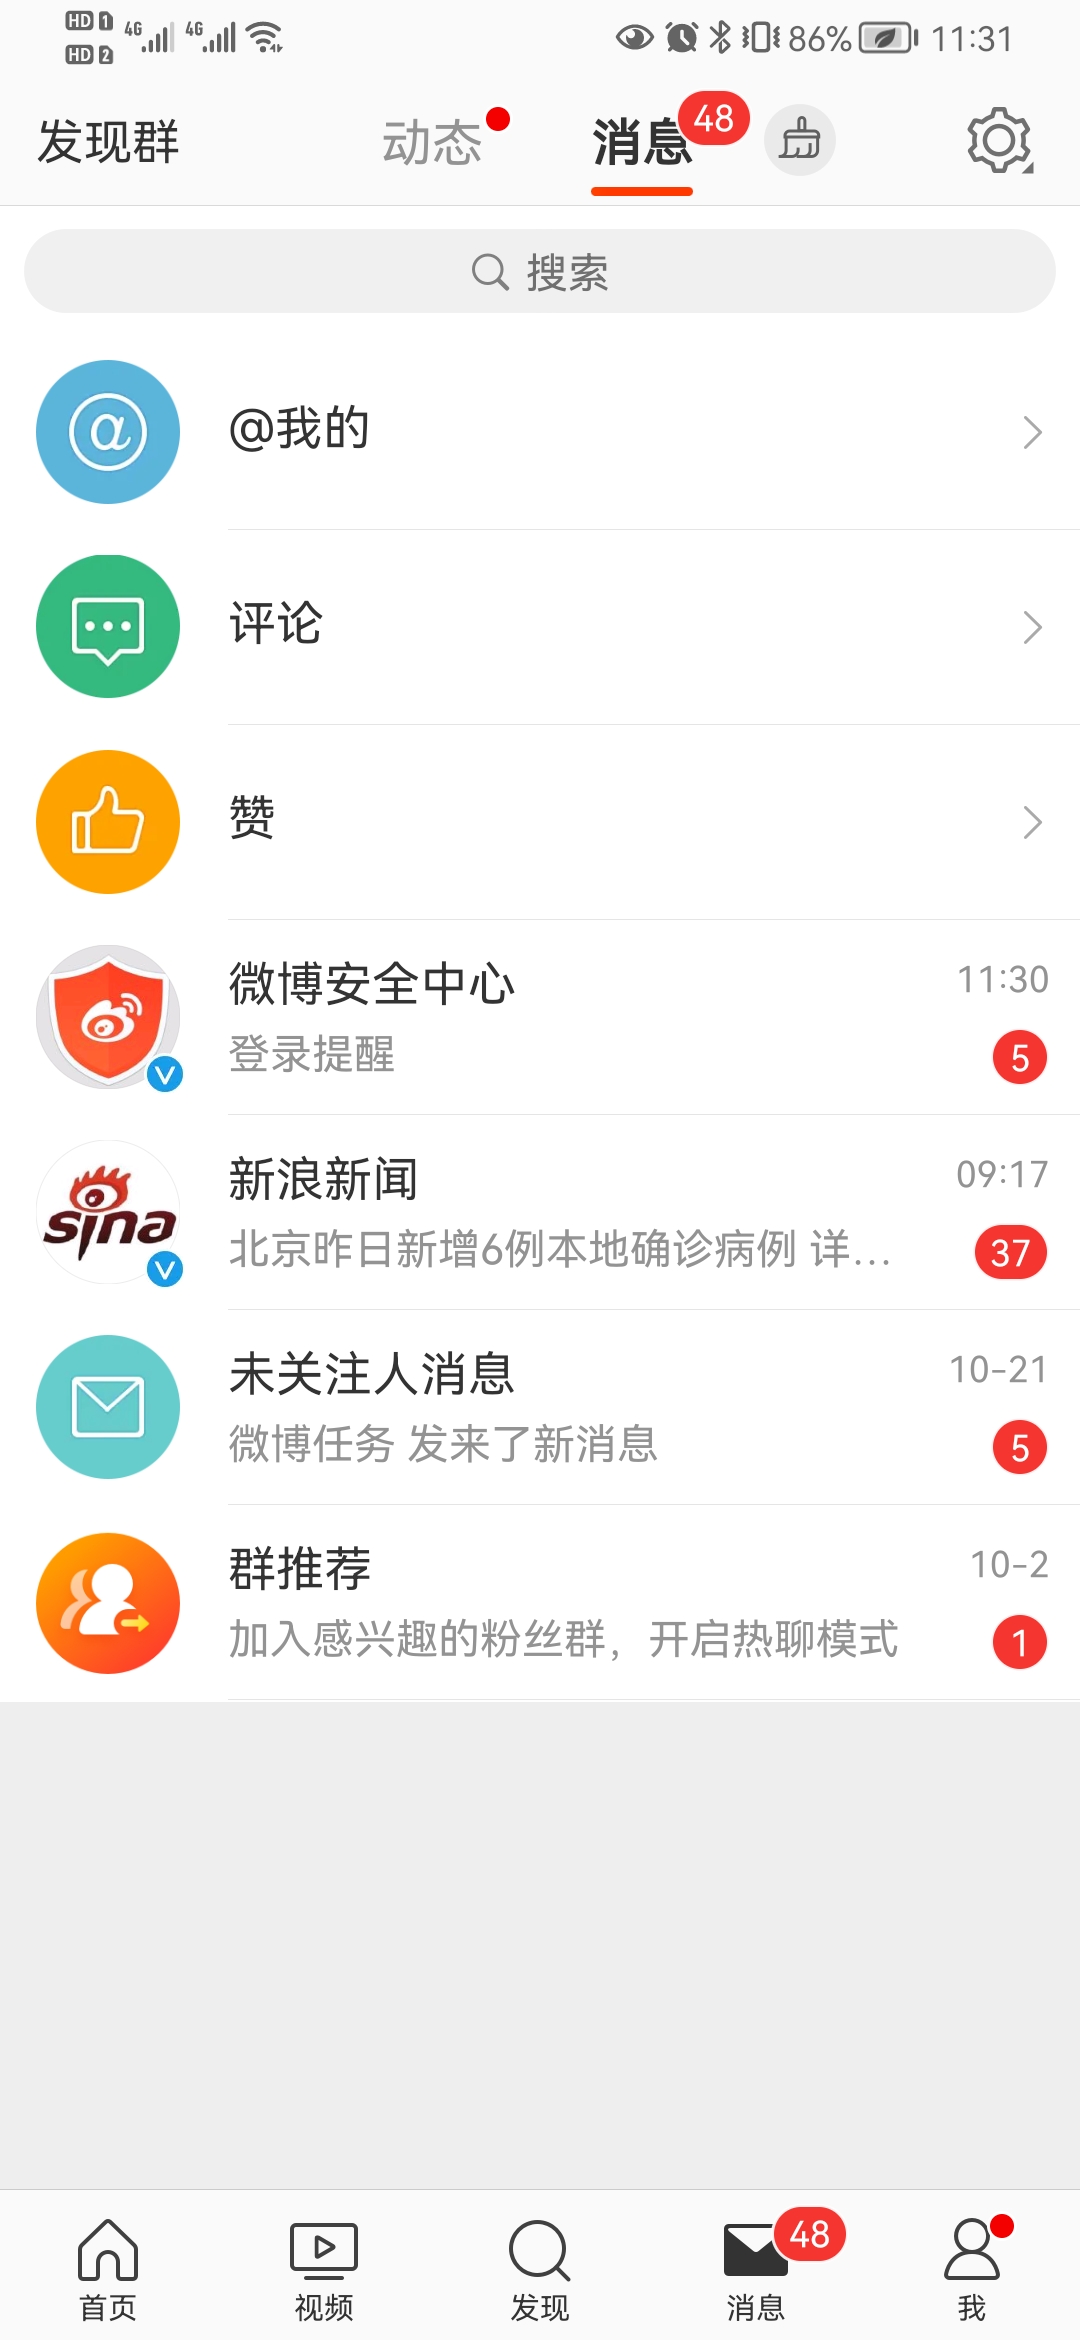 HD 1 4G 4G 86% 11:31
HD 2
发现群 动态 消息 48
搜索
@我的
评论
赞
微博安全中心 11:30
登录提醒 5
sina
新浪新闻 09:17
北京昨日新增6例本地确诊病例 详... 37
未关注人消息 10-21
微博任务 发来了新消息 5
群推荐 10-2
加入感兴趣的粉丝群，开启热聊模式 1
48
首页 视频 发现 消息 我